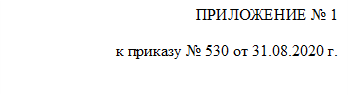 ПРИЛОЖЕНИЕ № 1
к приказу № 530 от 31.08.2020 г.